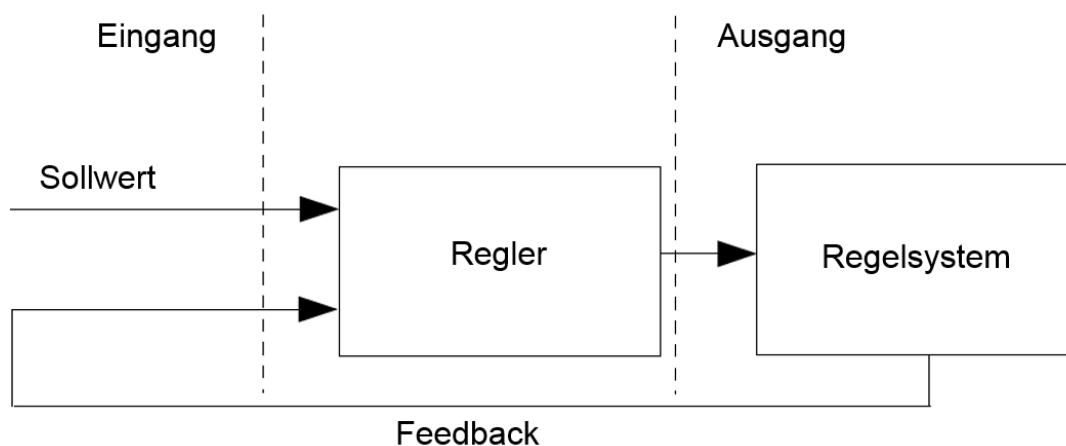 Eingang
Ausgang
Sollwert
Regler
Regelsystem
Feedback